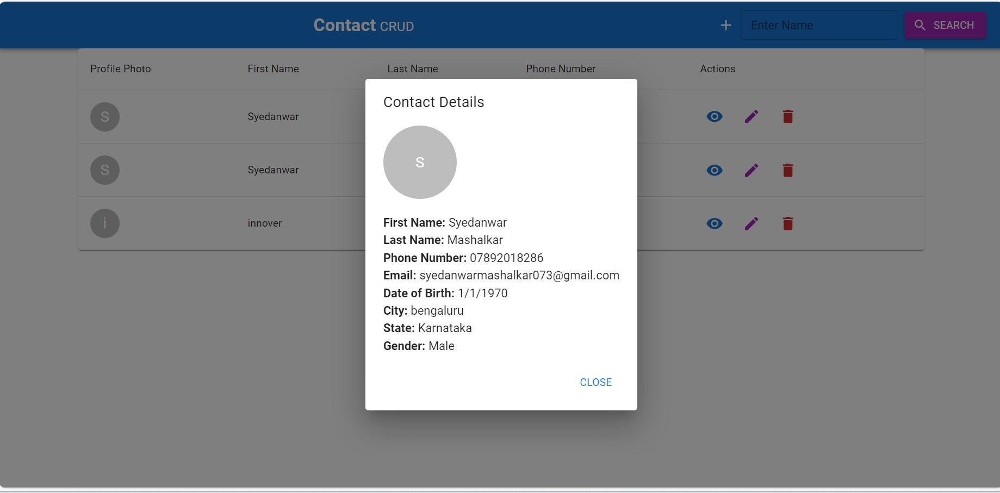 Contact CRUD
Enter Name
SEARCH
Profile Photo First Name Last Name Phone Number Actions
S Syedanwar
S Syedanwar
i innover
Contact Details
S
First Name: Syedanwar
Last Name: Mashalkar
Phone Number: 07892018286
Email: syedanwarmashalkar073@gmail.com
Date of Birth: 1/1/1970
City: bengaluru
State: Karnataka
Gender: Male
CLOSE